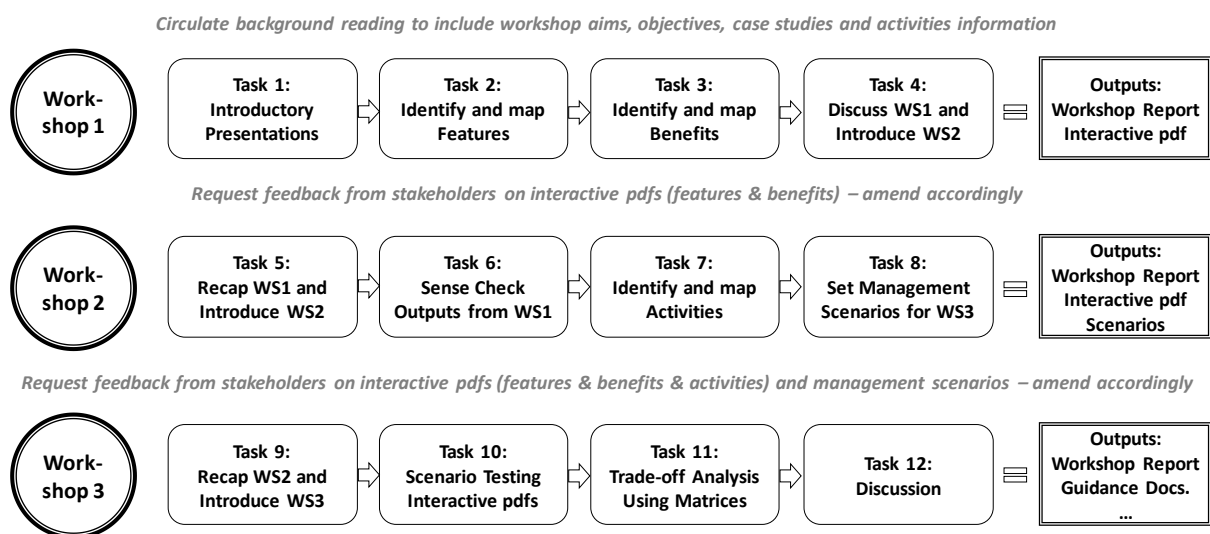 Circulate background reading to include workshop aims, objectives, case studies and activities information
Work-
shop 1
Task 1:
Introductory
Presentations
Task 2:
Identify and map
Features
Task 3:
Identify and map
Benefits
Task 4:
Discuss WS1 and
Introduce WS2
Outputs:
Workshop Report
Interactive pdf
Request feedback from stakeholders on interactive pdfs (features & benefits) – amend accordingly
Work-
shop 2
Task 5:
Recap WS1 and
Introduce WS2
Task 6:
Sense Check
Outputs from WS1
Task 7:
Identify and map
Activities
Task 8:
Set Management
Scenarios for WS3
Outputs:
Workshop Report
Interactive pdf
Scenarios
Request feedback from stakeholders on interactive pdfs (features & benefits & activities) and management scenarios – amend accordingly
Work-
shop 3
Task 9:
Recap WS2 and
Introduce WS3
Task 10:
Scenario Testing
Interactive pdfs
Task 11:
Trade-off Analysis
Using Matrices
Task 12:
Discussion
Outputs:
Workshop Report
Guidance Docs.
...